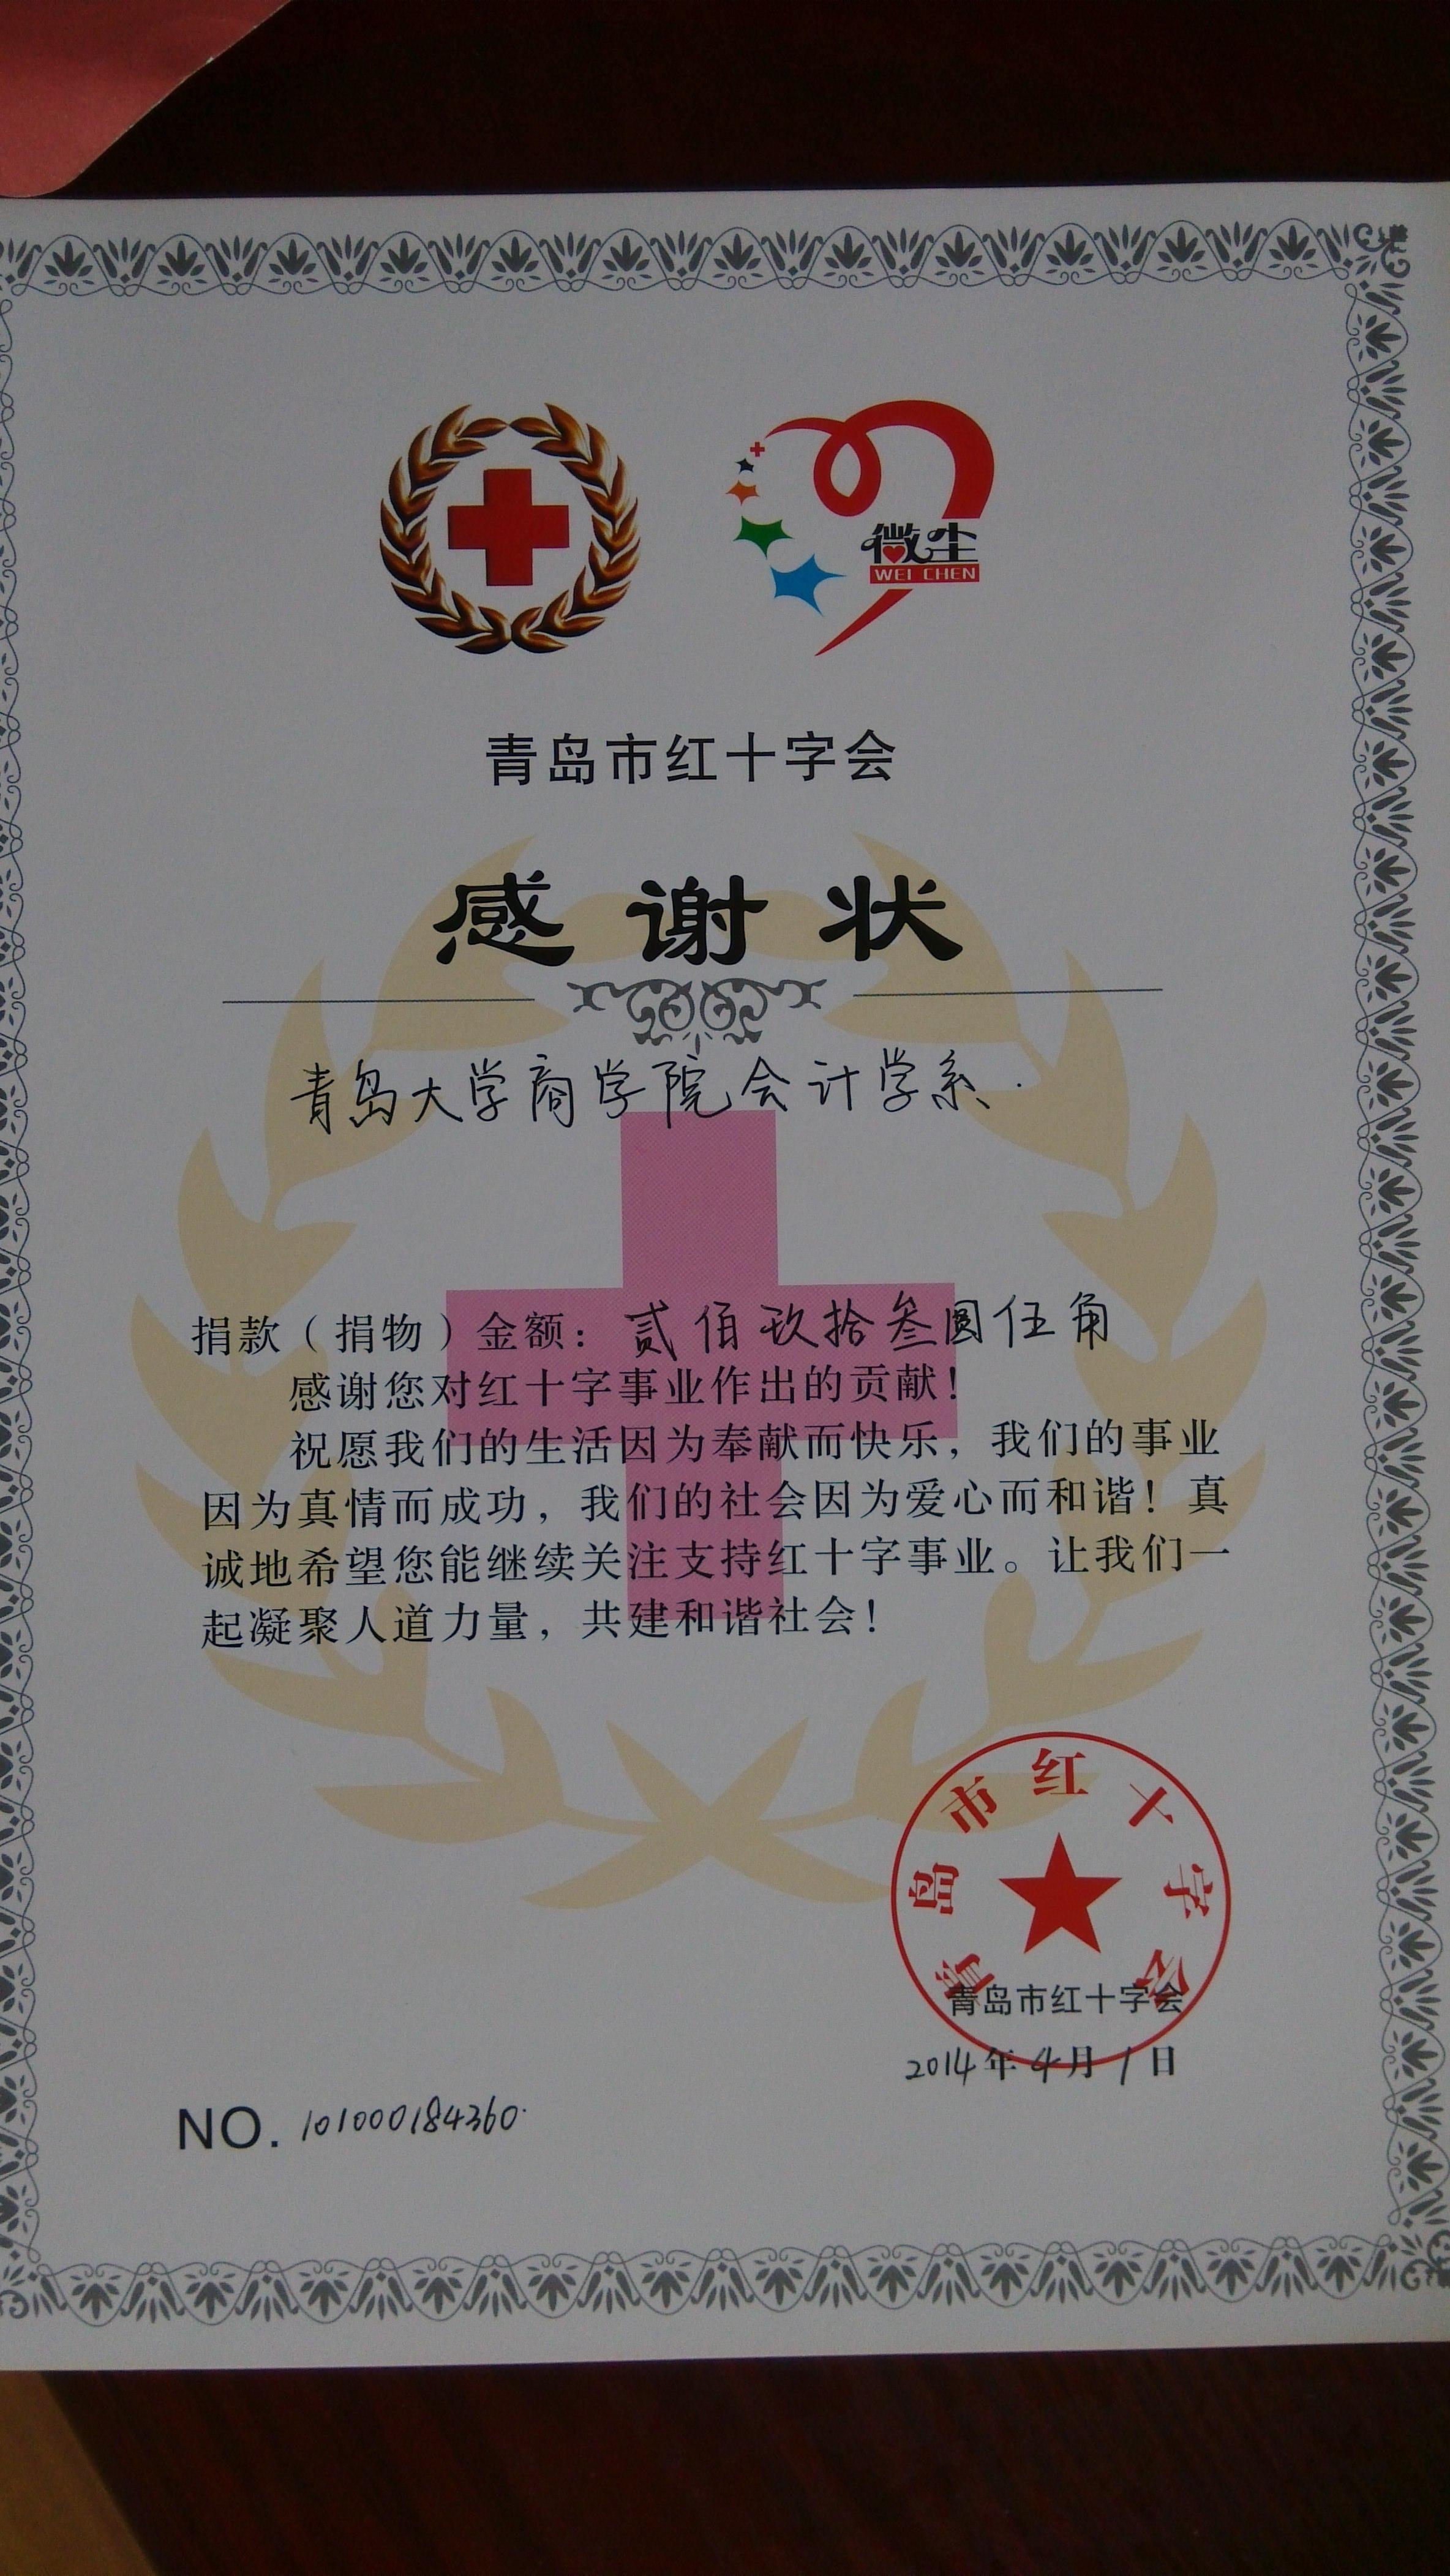 微尘
WEI CHEN
青岛市红十字会
感谢状
青岛大学商学院会计学系.
捐款（捐物）金额：贰佰玖拾叁圆伍角
感谢您对红十字事业作出的贡献！
祝愿我们的生活因为奉献而快乐，我们的事业
因为真情而成功，我们的社会因为爱心而和谐！真
诚地希望您能继续关注支持红十字事业。让我们一
起凝聚人道力量，共建和谐社会！
青岛市红十字会
青岛市红十字会
2014年4月1日
NO. 101000184360.